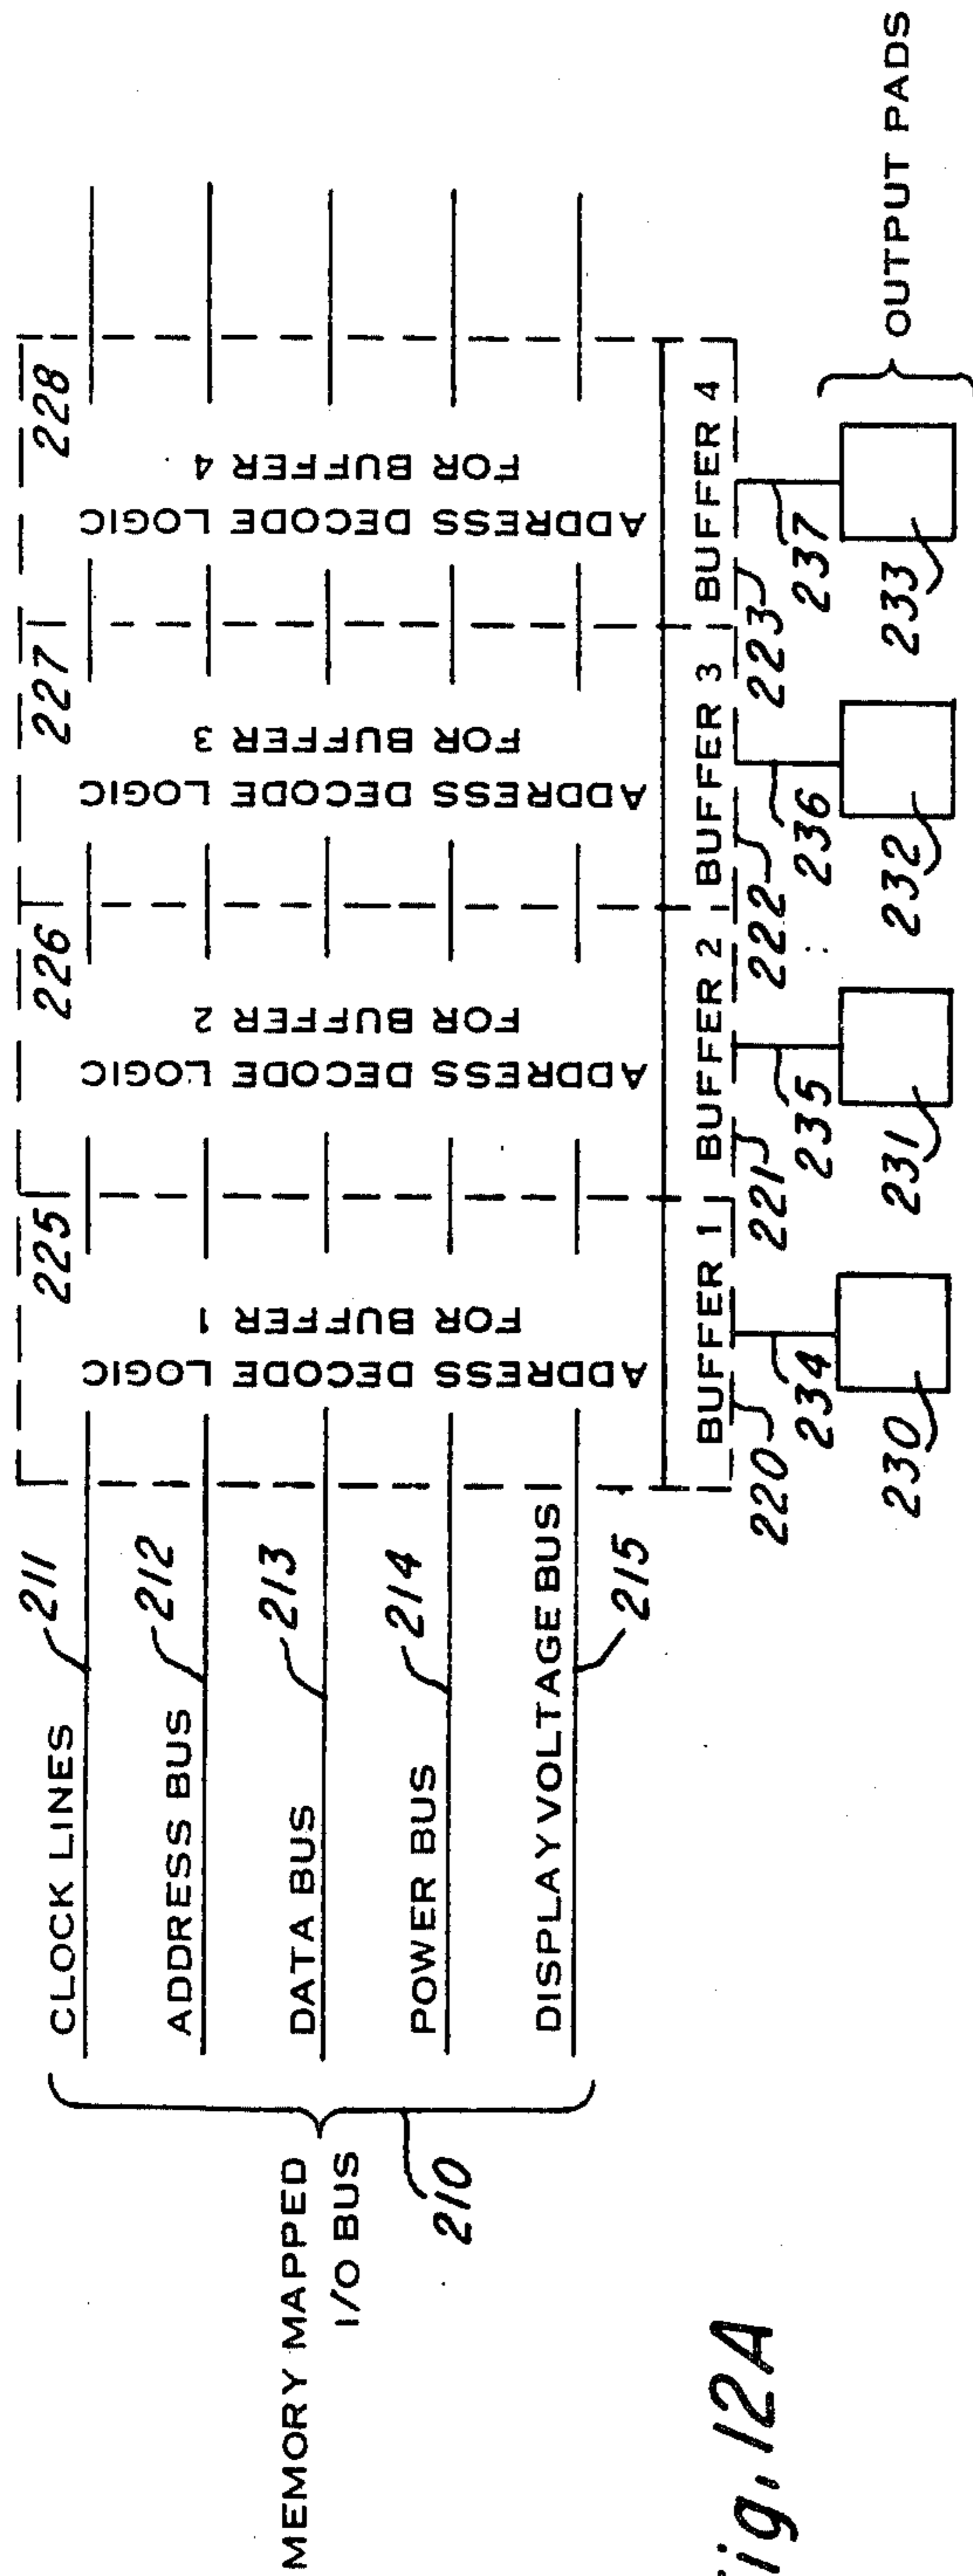 MEMORY MAPPED
I/O BUS
210
CLOCK LINES
211
ADDRESS BUS
212
DATA BUS
213
POWER BUS
214
DISPLAY VOLTAGE BUS
215
225
226
227
228
ADDRESS DECODE LOGIC
FOR BUFFER 1
ADDRESS DECODE LOGIC
FOR BUFFER 2
ADDRESS DECODE LOGIC
FOR BUFFER 3
ADDRESS DECODE LOGIC
FOR BUFFER 4
BUFFER 1
BUFFER 2
BUFFER 3
BUFFER 4
220
221
222
223
234
235
236
237
230
231
232
233
OUTPUT PADS
Fig. 12A